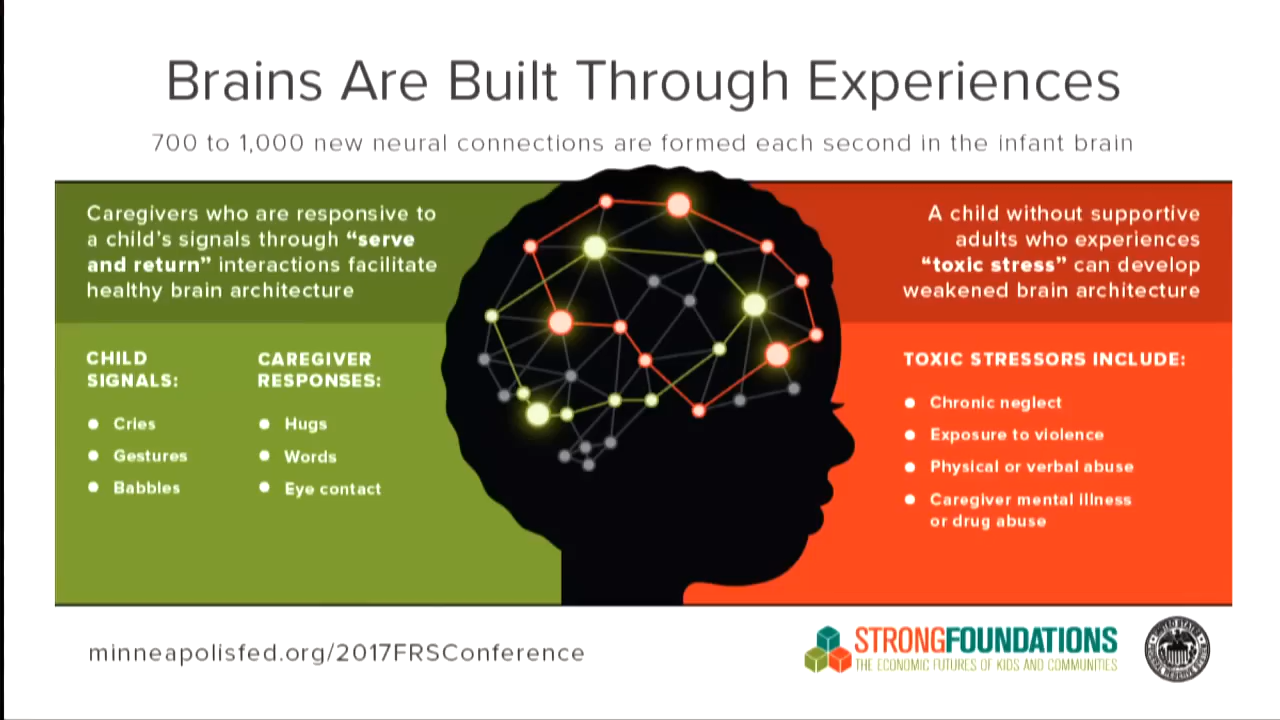 Brains Are Built Through Experiences
700 to 1,000 new neural connections are formed each second in the infant brain
Caregivers who are responsive to
a child's signals through “serve
and return” interactions facilitate
healthy brain architecture
CHILD
SIGNALS:
Cries
Gestures
Babbles
CAREGIVER
RESPONSES:
Hugs
Words
Eye contact
A child without supportive
adults who experiences
“toxic stress” can develop
weakened brain architecture
TOXIC STRESSORS INCLUDE:
Chronic neglect
Exposure to violence
Physical or verbal abuse
Caregiver mental illness
or drug abuse
minneapolisfed.org/2017FRSConference
STRONGFOUNDATIONS
THE ECONOMIC FUTURES OF KIDS AND COMMUNITIES